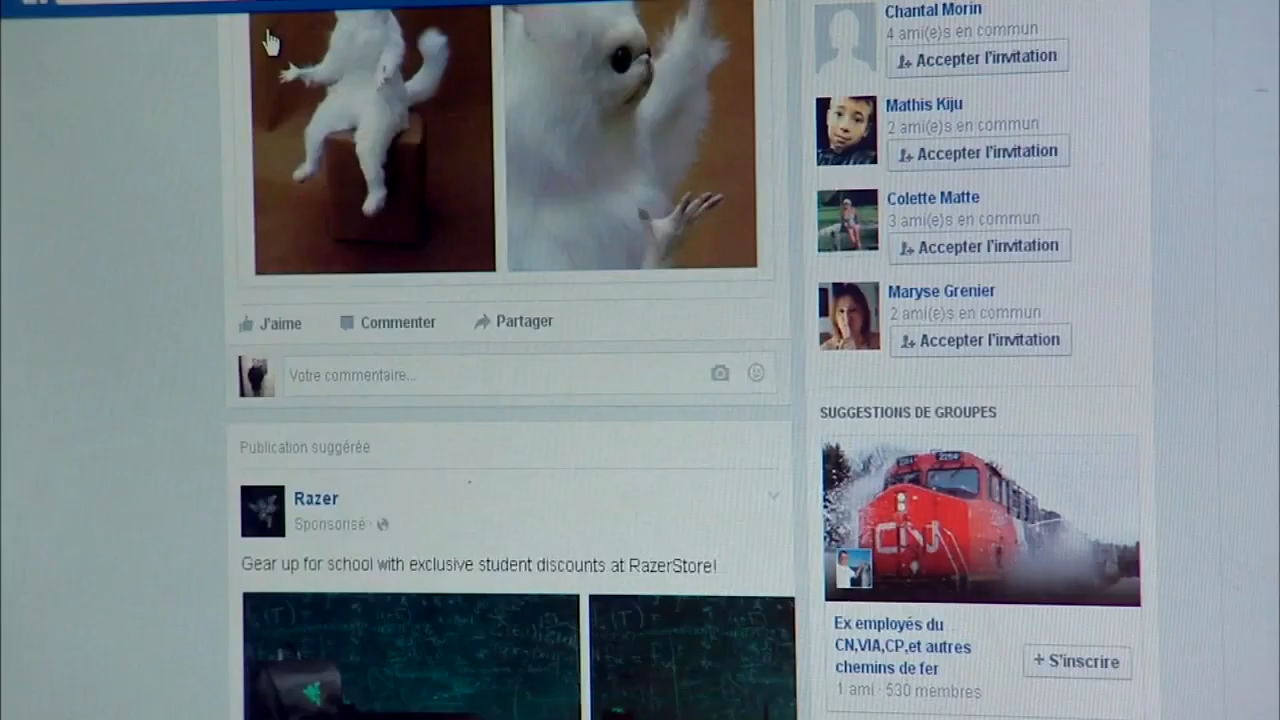 Chantal Morin
4 ami(e)s en commun
Accepter l'invitation
Mathis Kiju
2 ami(e)s en commun
Accepter l'invitation
Colette Matte
3 ami(e)s en commun
Accepter l'invitation
Maryse Grenier
2 ami(e)s en commun
Accepter l'invitation
J'aime Commenter Partager
Votre commentaire...
Publication suggérée
Razer
Sponsorisé ·
Gear up for school with exclusive student discounts at RazerStore!
SUGGESTIONS DE GROUPES
CN
Ex employés du
CN,VIA,CP,et autres
chemins de fer
1 ami · 530 membres
+ S'inscrire